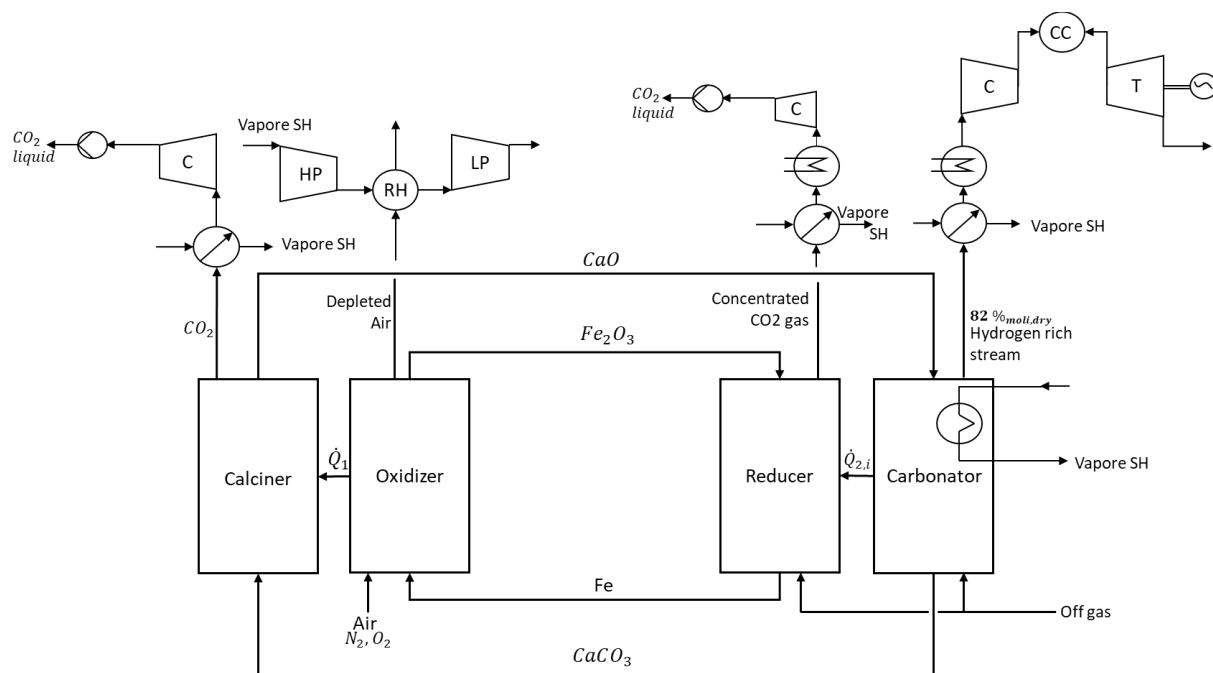 CC
C
T
CO₂
liquid
C
CO₂
liquid
C
Vapore SH
HP
RH
LP
Vapore SH
Vapore
SH
Vapore SH
CaO
CO₂
Depleted
Air
Concentrated
CO2 gas
82 %moli,dry
Hydrogen rich
stream
Fe₂O₃
Calciner
Q̇₁
Oxidizer
Reducer
Q̇₂,ᵢ
Carbonator
Vapore SH
Fe
Off gas
Air
N₂, O₂
CaCO₃